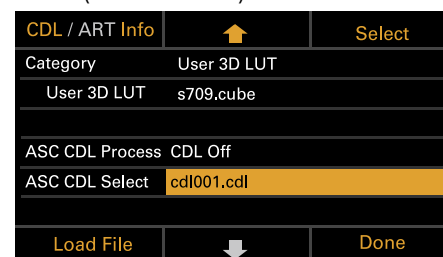 CDL / ART Info Select
Category User 3D LUT
User 3D LUT s709.cube
ASC CDL Process CDL Off
ASC CDL Select cdl001.cdl
Load File Done